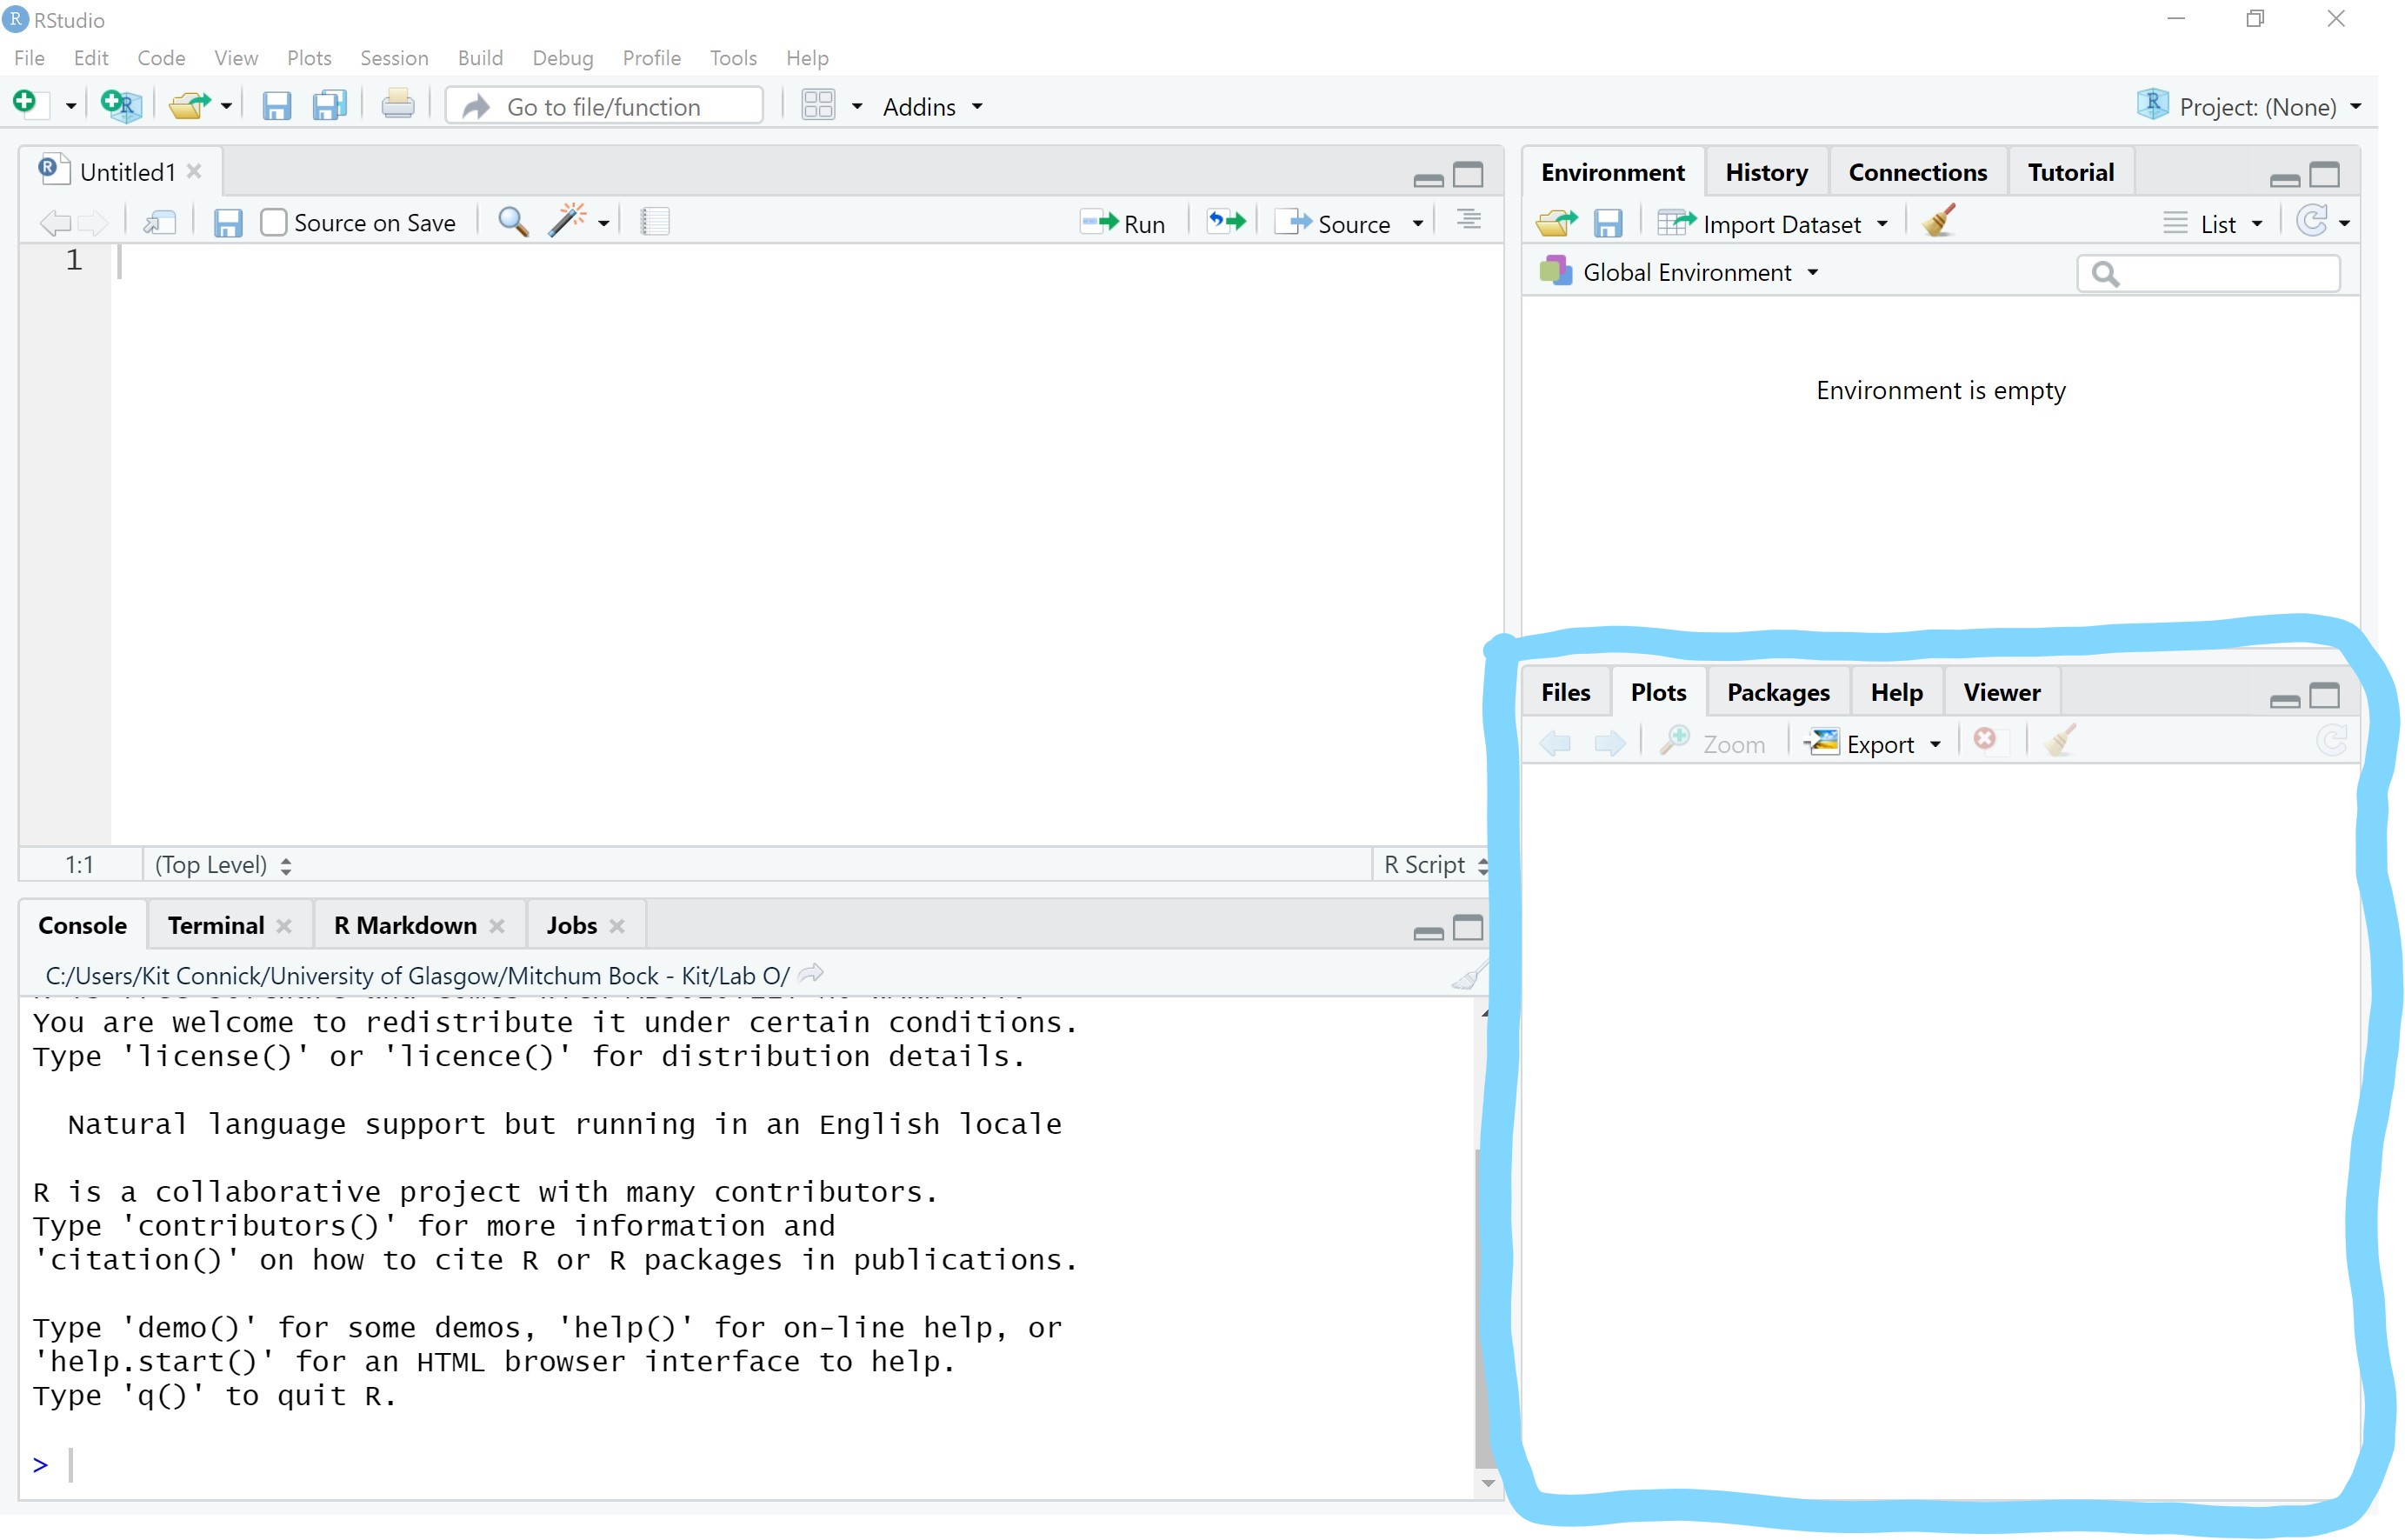 RStudio
File Edit Code View Plots Session Build Debug Profile Tools Help
Go to file/function Addins Project: (None)
Untitled1
Source on Save Run Source
1
1:1 (Top Level) R Script
Console Terminal R Markdown Jobs
C:/Users/Kit Connick/University of Glasgow/Mitchum Bock - Kit/Lab O/
You are welcome to redistribute it under certain conditions.
Type 'license()' or 'licence()' for distribution details.
Natural language support but running in an English locale
R is a collaborative project with many contributors.
Type 'contributors()' for more information and
'citation()' on how to cite R or R packages in publications.
Type 'demo()' for some demos, 'help()' for on-line help, or
'help.start()' for an HTML browser interface to help.
Type 'q()' to quit R.
>
Environment History Connections Tutorial
Import Dataset List
Global Environment
Environment is empty
Files Plots Packages Help Viewer
Zoom Export